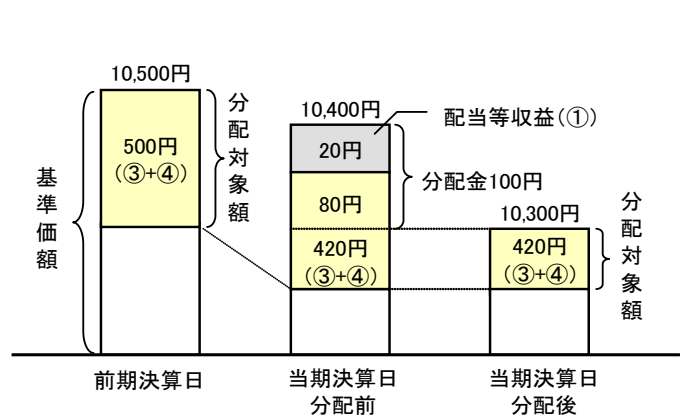 10,500円
500円
(③+④)
分配対象額
基準価額
前期決算日
10,400円
配当等収益(①)
20円
80円
分配金100円
420円
(③+④)
当期決算日
分配前
10,300円
420円
(③+④)
分配対象額
当期決算日
分配後